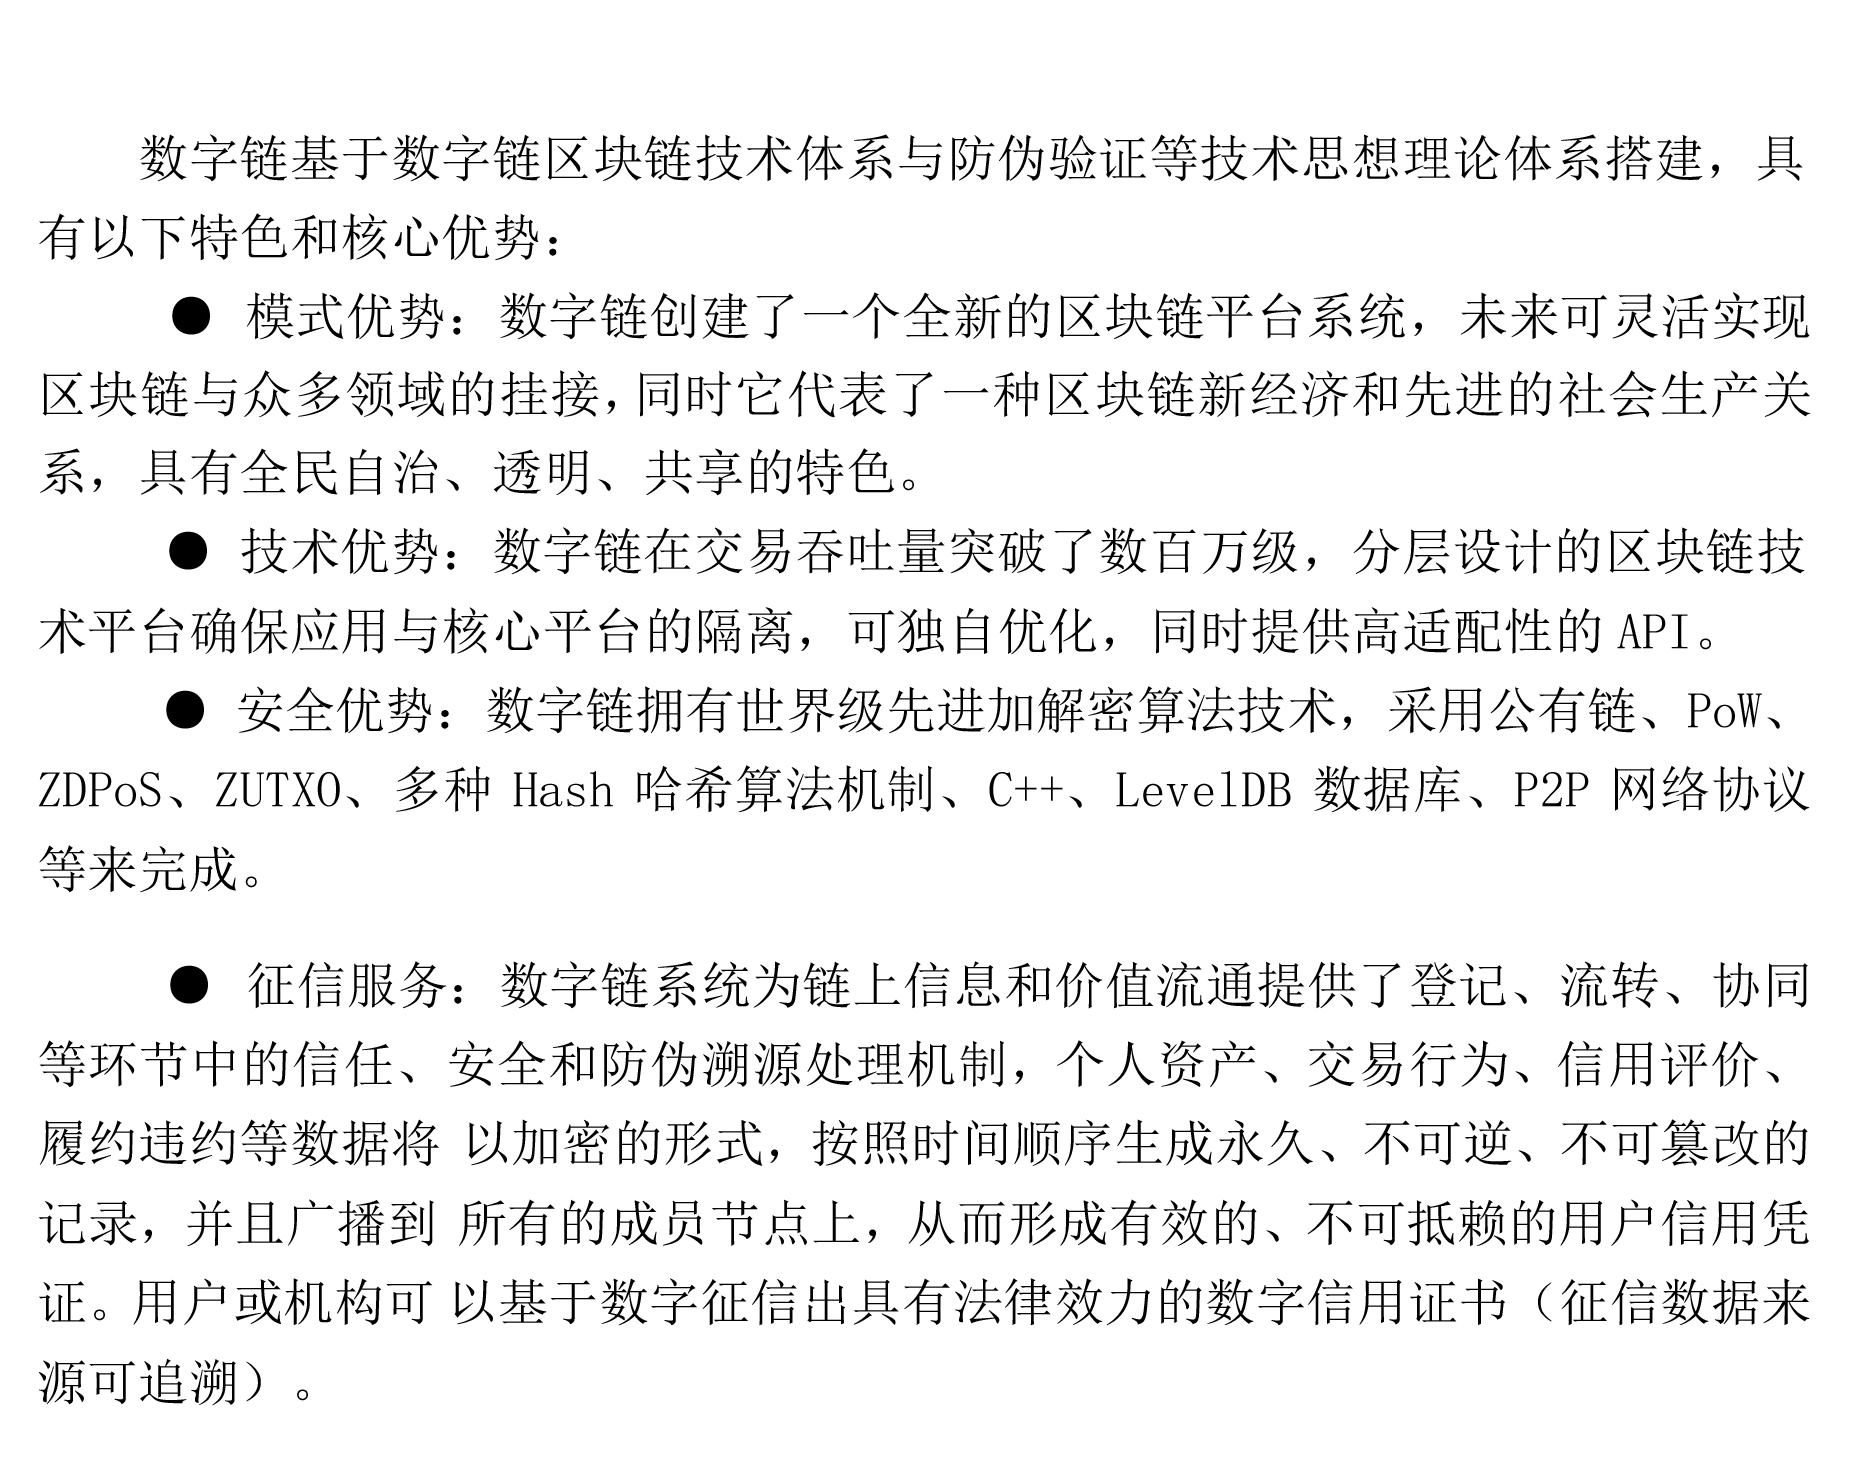 数字链基于数字链区块链技术体系与防伪验证等技术思想理论体系搭建，具
有以下特色和核心优势：
● 模式优势：数字链创建了一个全新的区块链平台系统，未来可灵活实现
区块链与众多领域的挂接，同时它代表了一种区块链新经济和先进的社会生产关
系，具有全民自治、透明、共享的特色。
● 技术优势：数字链在交易吞吐量突破了数百万级，分层设计的区块链技
术平台确保应用与核心平台的隔离，可独自优化，同时提供高适配性的 API。
● 安全优势：数字链拥有世界级先进加解密算法技术，采用公有链、PoW、
ZDPoS、ZUTXO、多种 Hash 哈希算法机制、C++、LevelDB 数据库、P2P 网络协议
等来完成。
● 征信服务：数字链系统为链上信息和价值流通提供了登记、流转、协同
等环节中的信任、安全和防伪溯源处理机制，个人资产、交易行为、信用评价、
履约违约等数据将 以加密的形式，按照时间顺序生成永久、不可逆、不可篡改的
记录，并且广播到 所有的成员节点上，从而形成有效的、不可抵赖的用户信用凭
证。用户或机构可 以基于数字征信出具有法律效力的数字信用证书（征信数据来
源可追溯）。